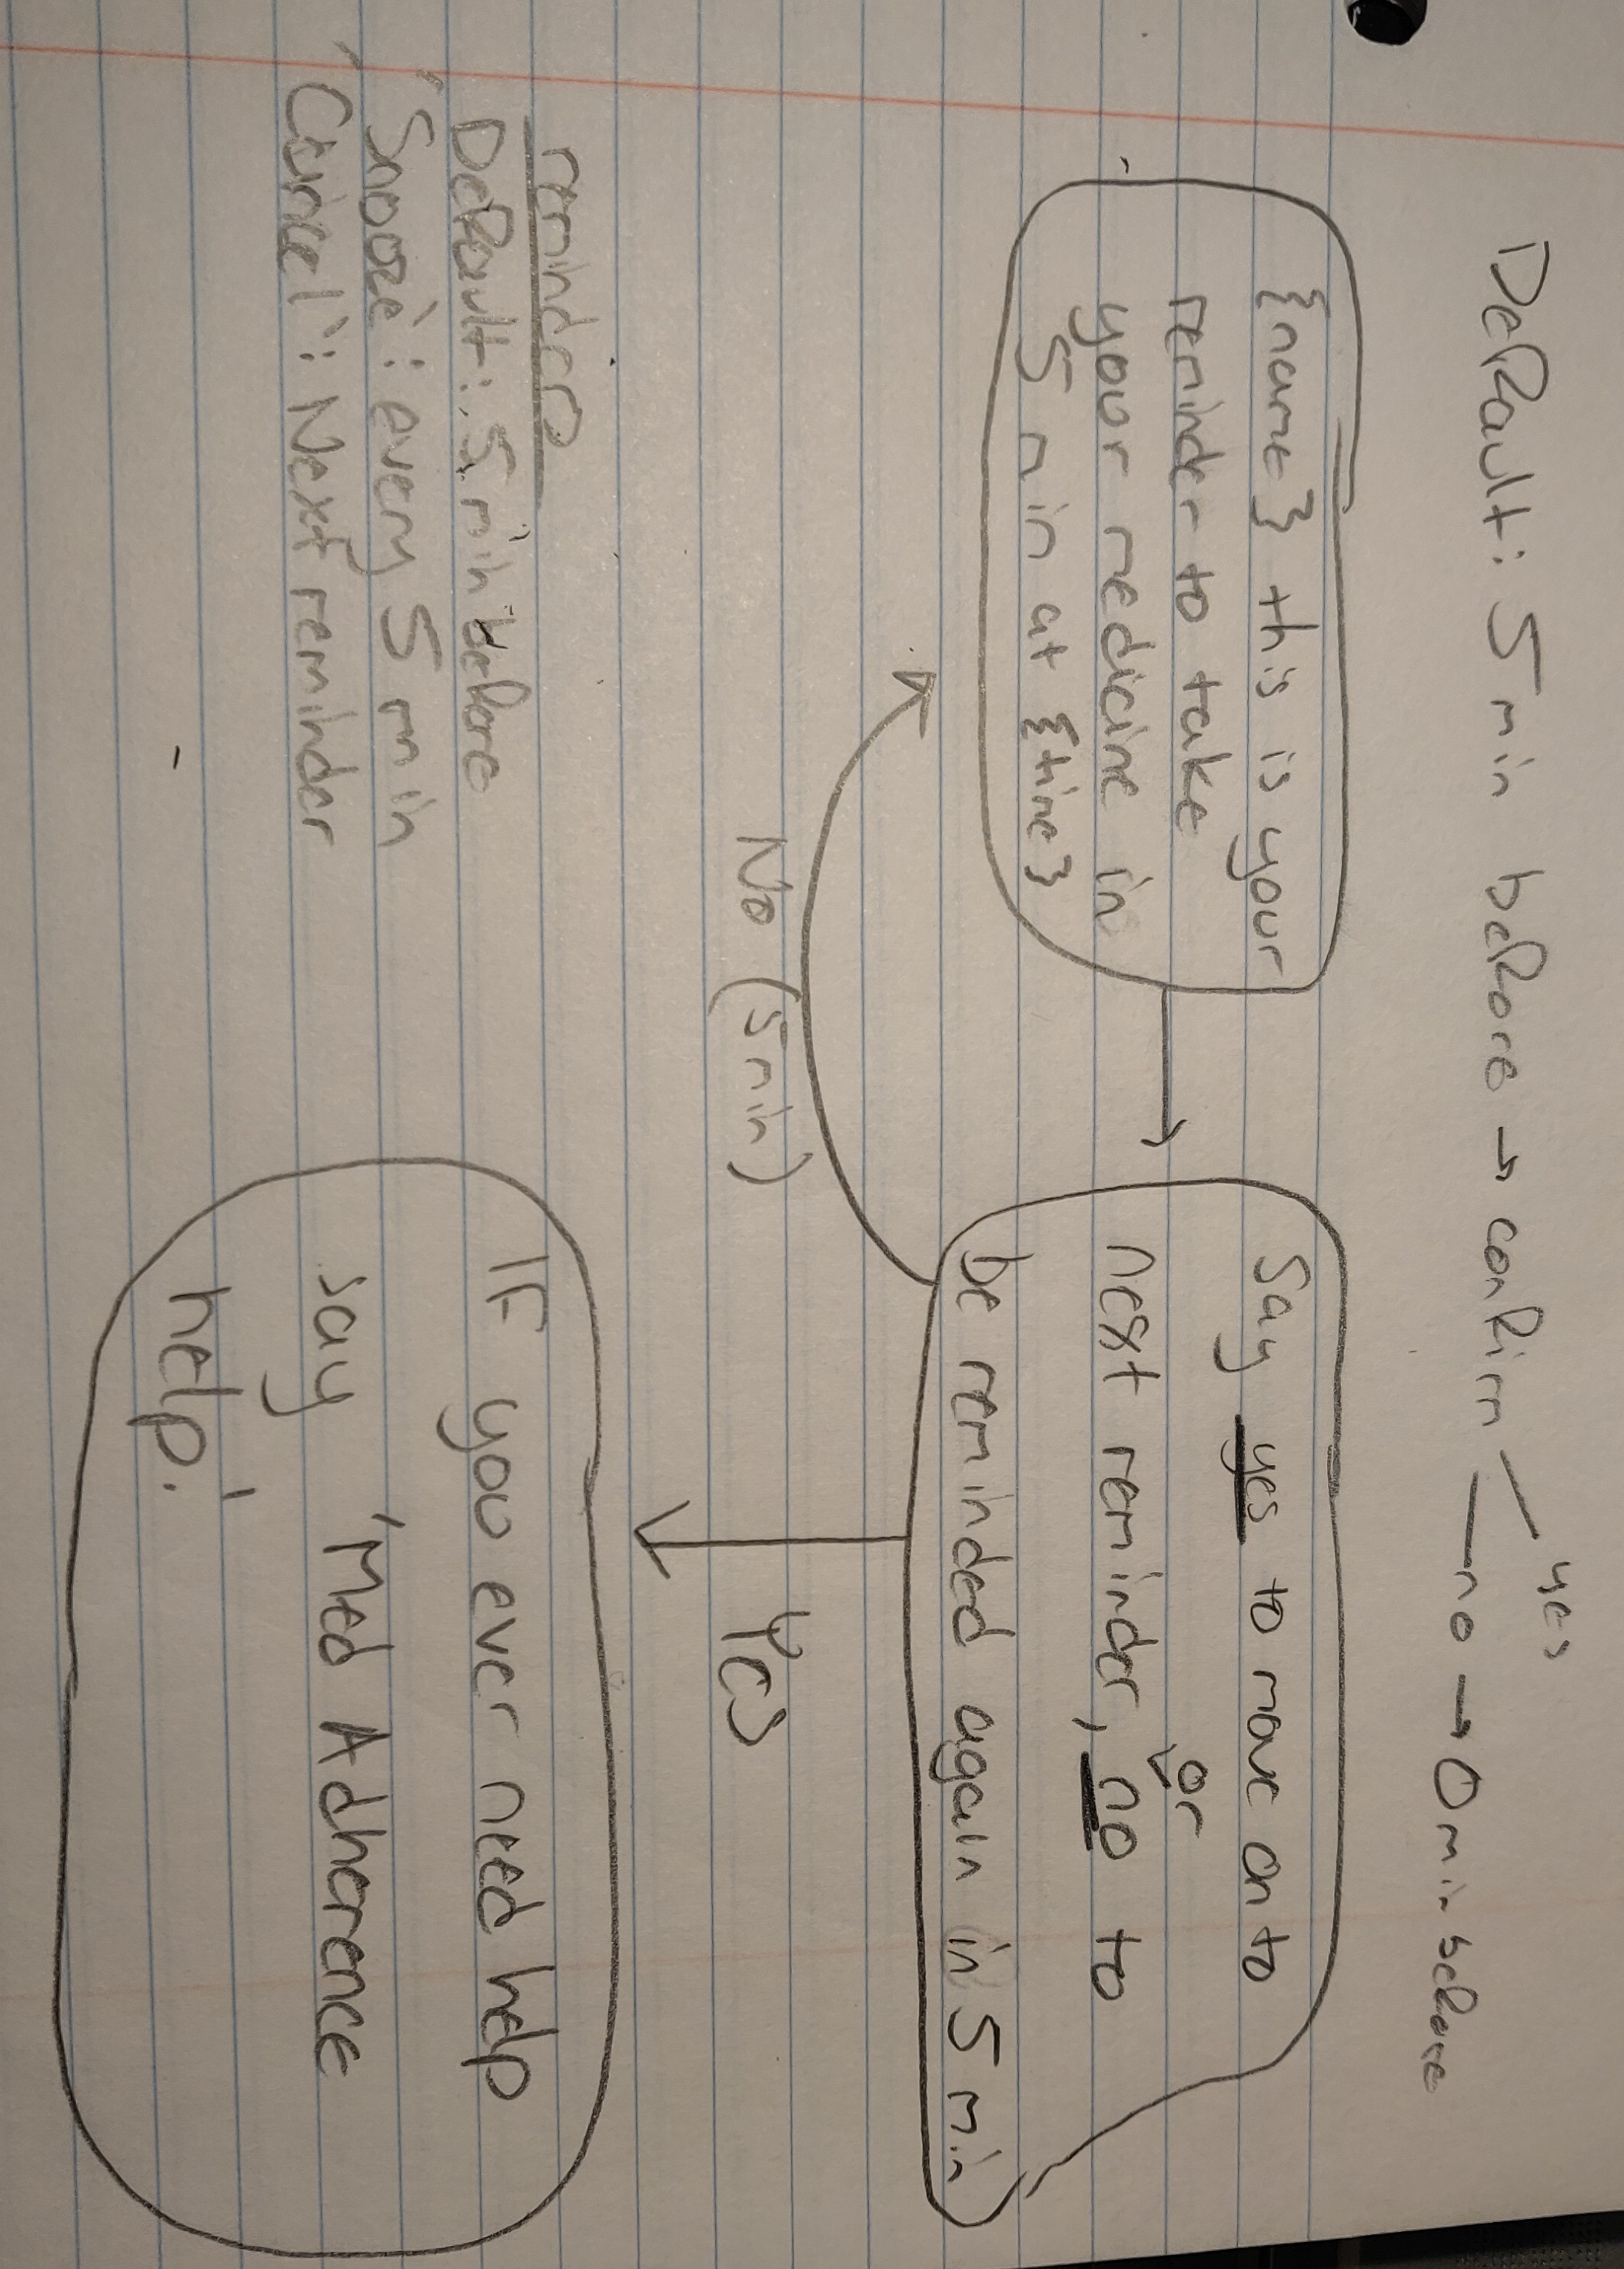 Default: 5 min before → confirm
yes
no → 0 min before
{name} this is your
reminder to take
your medicine in
5 min at {time}
Say yes to move on to
or
next reminder, no to
be reminded again in 5 min
No (5 min)
Yes
reminder
Default: 5 min before
'Snooze': every 5 min
'Cancel': Next reminder
If you ever need help
say 'Med Adherence
help.'